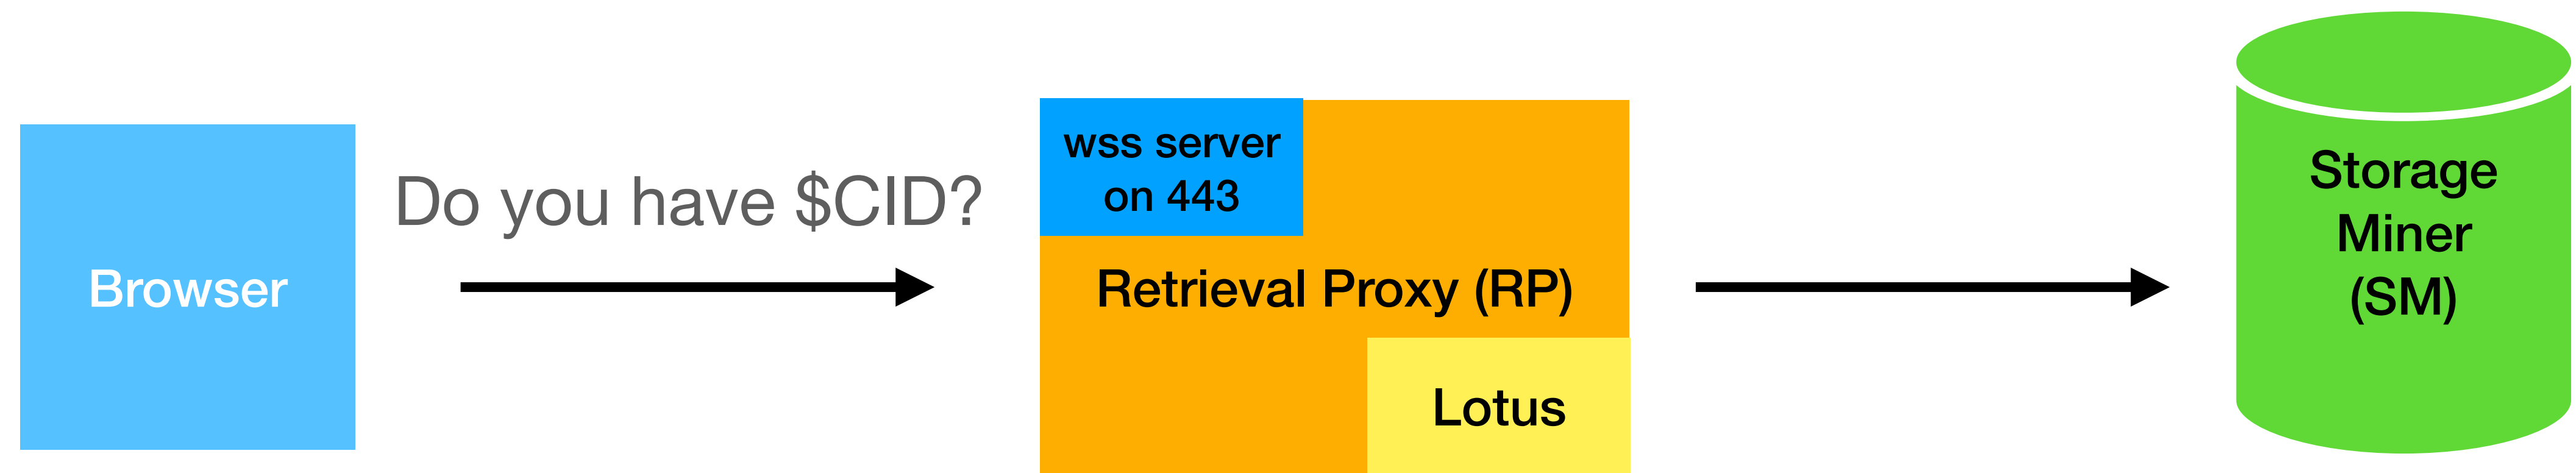 Browser
Do you have $CID?
wss server
on 443
Retrieval Proxy (RP)
Lotus
Storage
Miner
(SM)